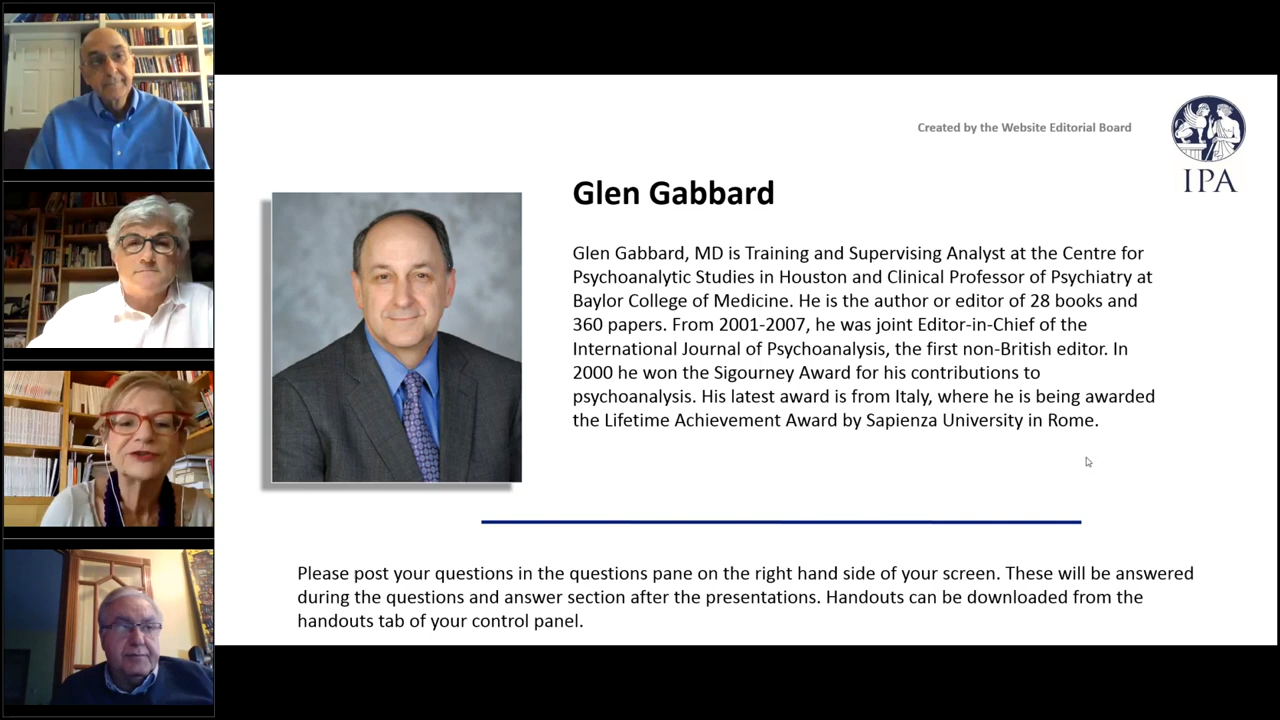 Created by the Website Editorial Board
IPA
Glen Gabbard
Glen Gabbard, MD is Training and Supervising Analyst at the Centre for
Psychoanalytic Studies in Houston and Clinical Professor of Psychiatry at
Baylor College of Medicine. He is the author or editor of 28 books and
360 papers. From 2001-2007, he was joint Editor-in-Chief of the
International Journal of Psychoanalysis, the first non-British editor. In
2000 he won the Sigourney Award for his contributions to
psychoanalysis. His latest award is from Italy, where he is being awarded
the Lifetime Achievement Award by Sapienza University in Rome.
Please post your questions in the questions pane on the right hand side of your screen. These will be answered
during the questions and answer section after the presentations. Handouts can be downloaded from the
handouts tab of your control panel.